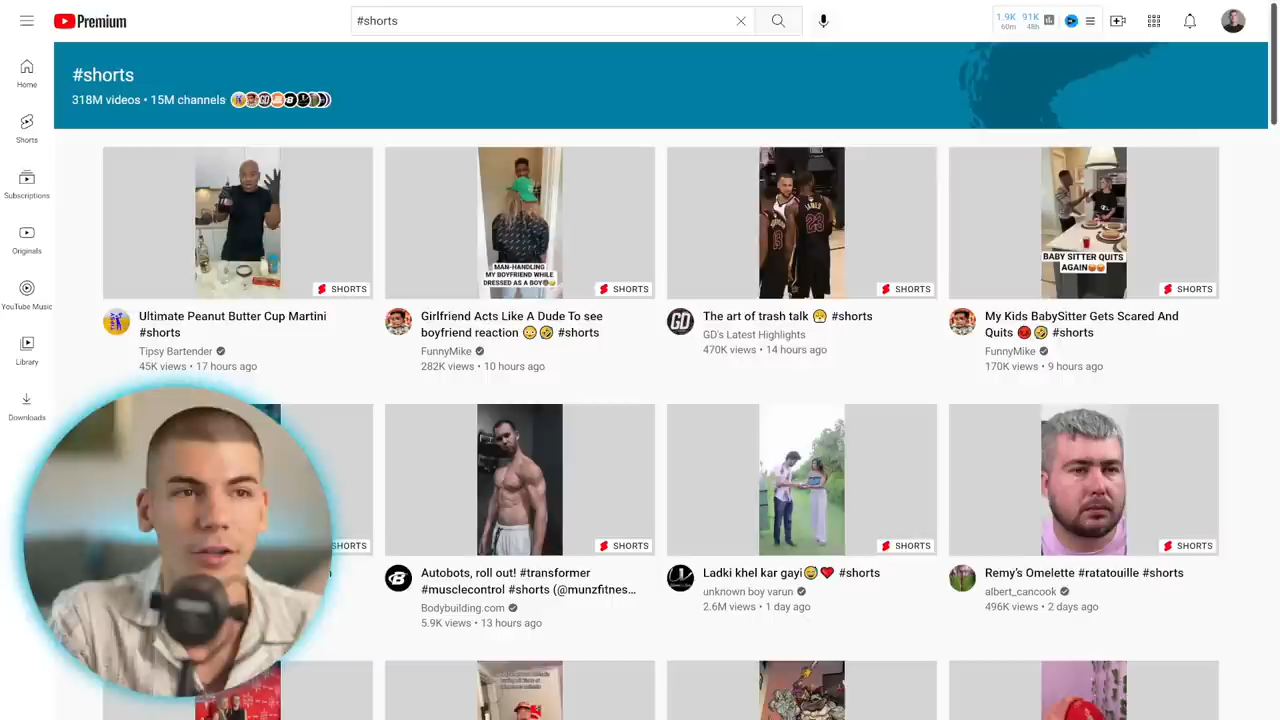 Premium
#shorts
1.9K 91K
60m 48h
Home
Shorts
Subscriptions
Originals
YouTube Music
Library
Downloads
#shorts
318M videos • 15M channels
MAN-HANDLING
MY BOYFRIEND WHILE
DRESSED AS A BOY
23
BABY SITTER QUITS
AGAIN😡😡
SHORTS
SHORTS
SHORTS
SHORTS
Ultimate Peanut Butter Cup Martini
#shorts
Tipsy Bartender
45K views • 17 hours ago
Girlfriend Acts Like A Dude To see
boyfriend reaction 😳🤣 #shorts
FunnyMike
282K views • 10 hours ago
GD
The art of trash talk 😤 #shorts
GD's Latest Highlights
470K views • 14 hours ago
My Kids BabySitter Gets Scared And
Quits 😡🤣 #shorts
FunnyMike
170K views • 9 hours ago
SHORTS
SHORTS
SHORTS
SHORTS
B
Autobots, roll out! #transformer
#musclecontrol #shorts (@munzfitnes...
Bodybuilding.com
5.9K views • 13 hours ago
Ladki khel kar gayi😅❤️ #shorts
unknown boy varun
2.6M views • 1 day ago
Remy's Omelette #ratatouille #shorts
albert_cancook
496K views • 2 days ago